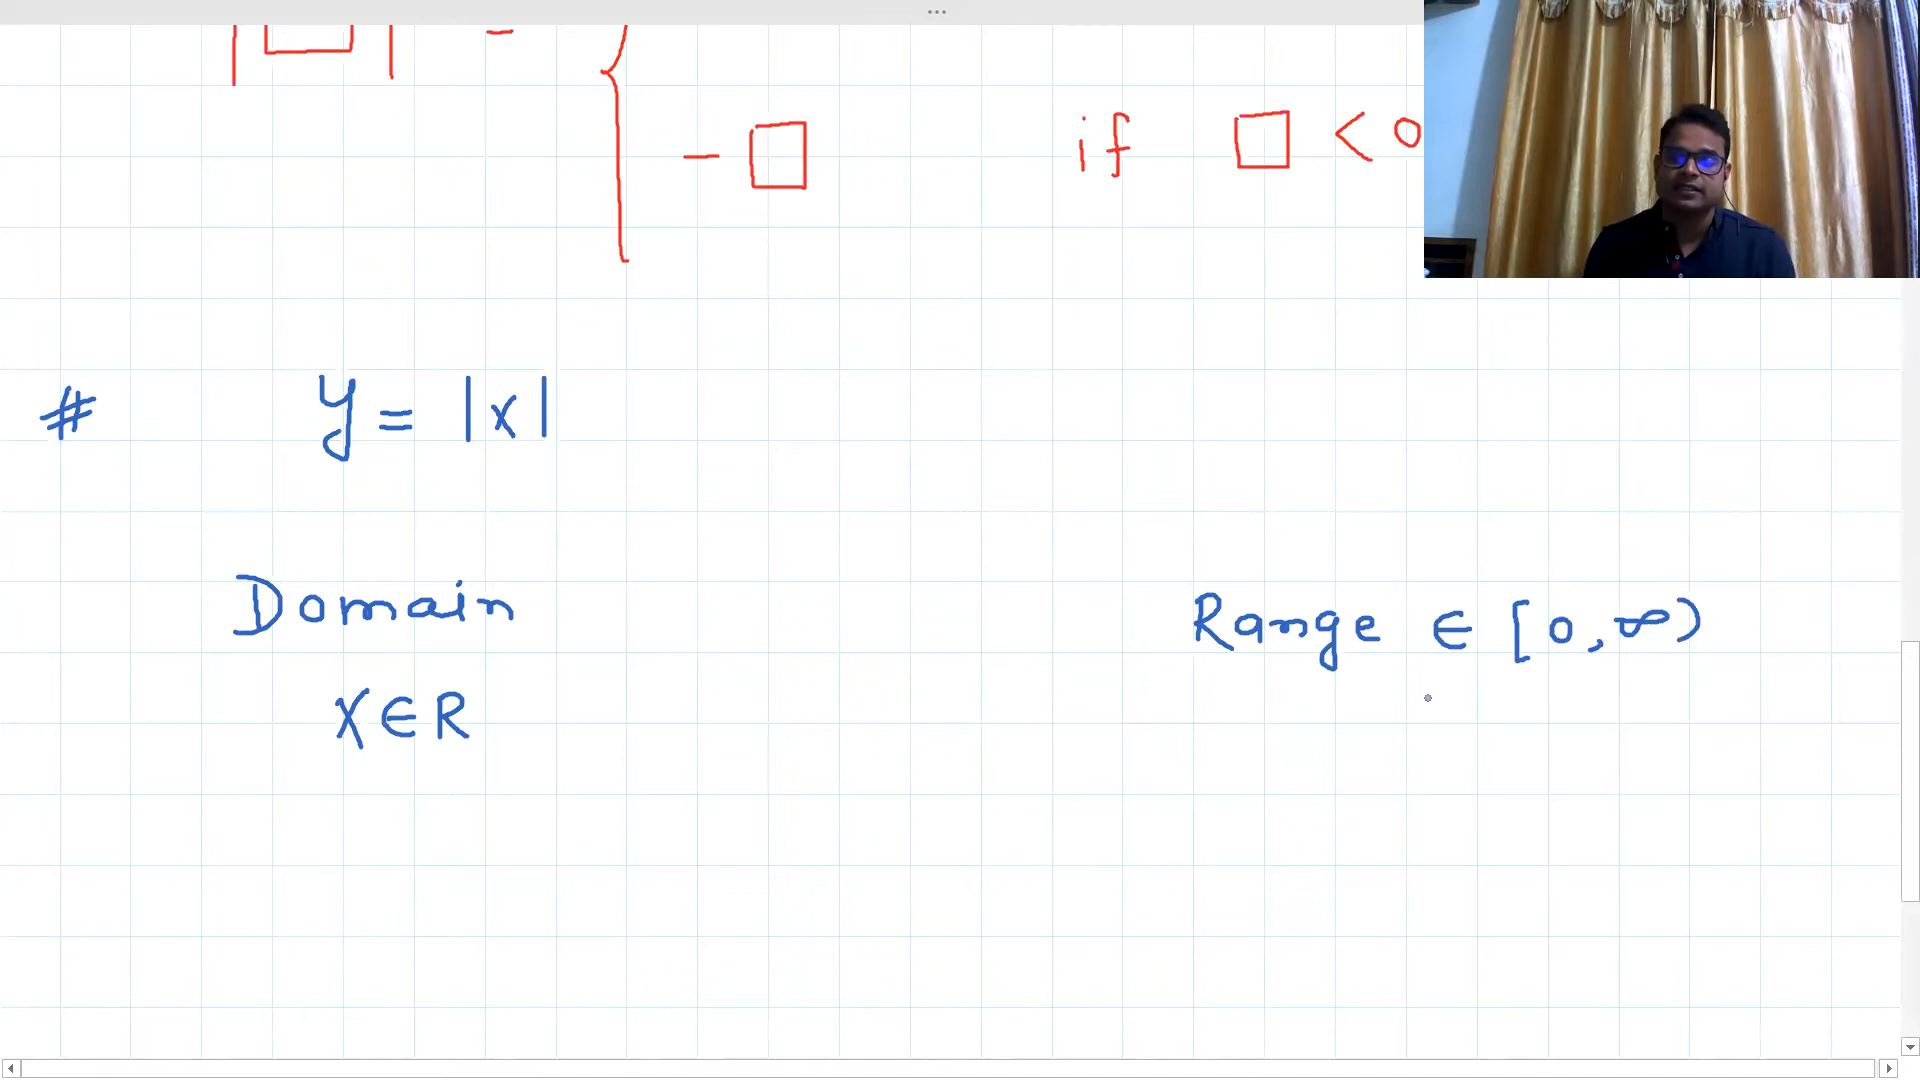 |□| =
- □ if □ < 0
# y = |x|
Domain Range ∈ [0, ∞)
x ∈ R